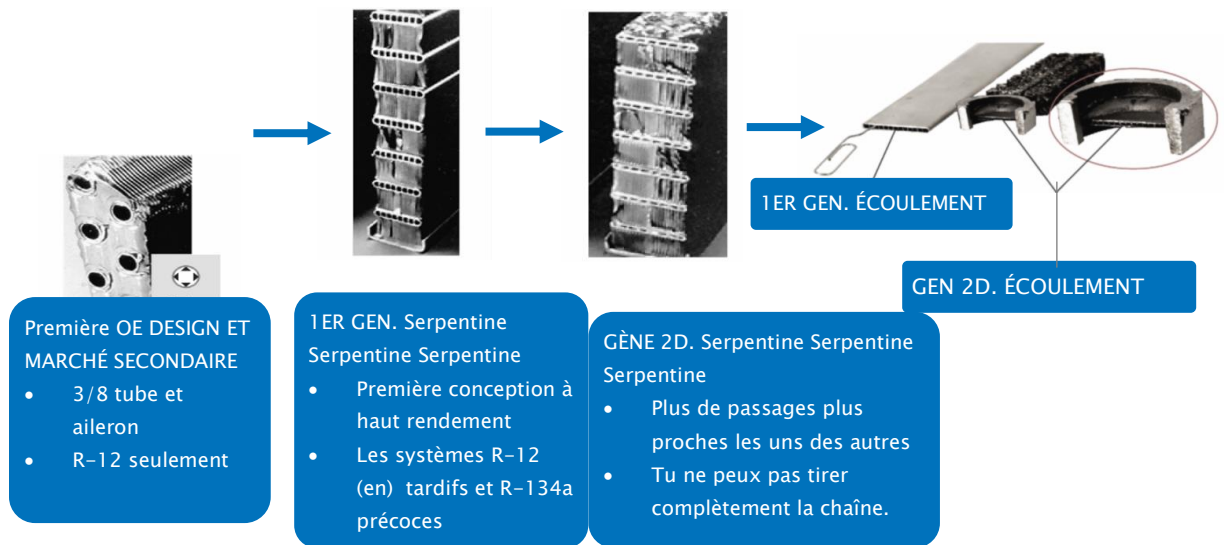 1ER GEN. ÉCOULEMENT
GEN 2D. ÉCOULEMENT
Première OE DESIGN ET
MARCHÉ SECONDAIRE
• 3/8 tube et
aileron
• R-12 seulement
1ER GEN. Serpentine
Serpentine Serpentine
• Première conception à
haut rendement
• Les systèmes R-12
(en) tardifs et R-134a
précoces
GÈNE 2D. Serpentine Serpentine
Serpentine
• Plus de passages plus
proches les uns des autres
• Tu ne peux pas tirer
complètement la chaîne.